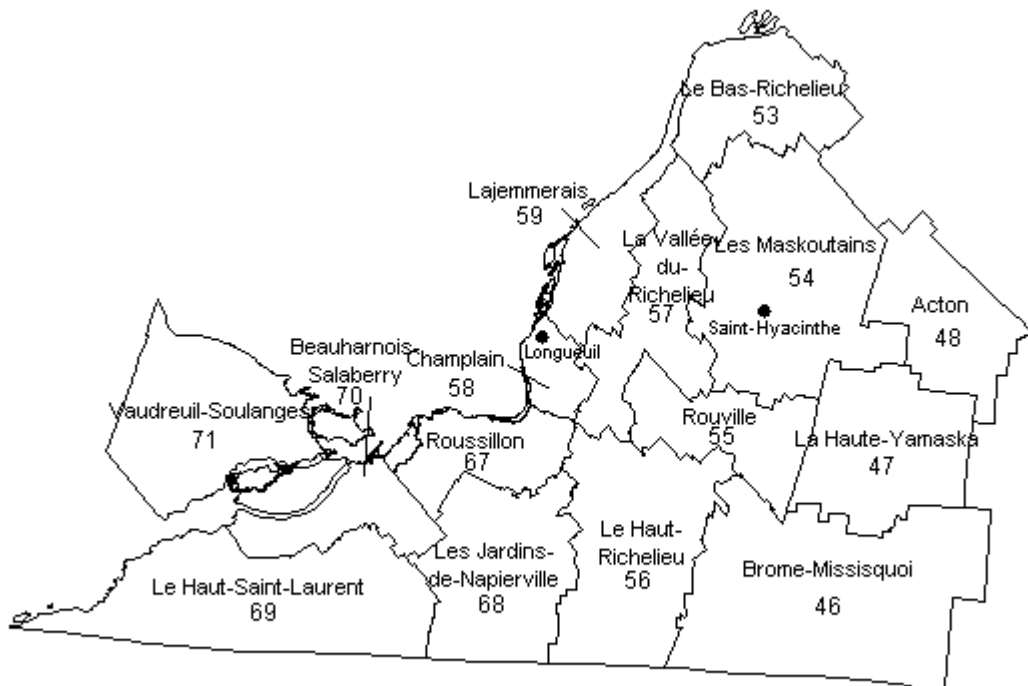 Le Bas-Richelieu
53
Lajemmerais
59
La Vallée-
du-
Richelieu
57
Les Maskoutains
54
Saint-Hyacinthe
Acton
48
Longueuil
Champlain
58
Beauharnois-
Salaberry
70
Vaudreuil-Soulanges
71
Roussillon
67
Rouville
55
La Haute-Yamaska
47
Les Jardins-
de-Napierville
68
Le Haut-
Richelieu
56
Brome-Missisquoi
46
Le Haut-Saint-Laurent
69